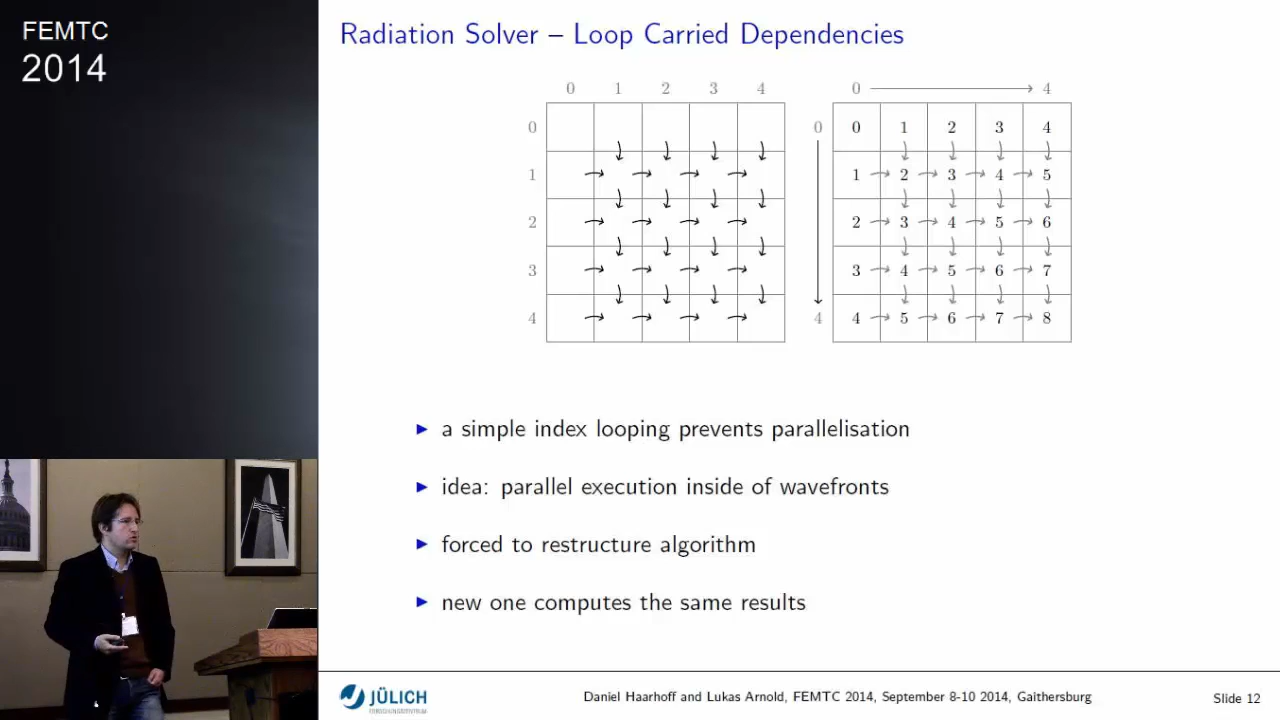 FEMTC
2014
Radiation Solver – Loop Carried Dependencies
0 1 2 3 4
0
1
2
3
4
0 4
0 0 1 2 3 4
1 2 3 4 5
2 3 4 5 6
3 4 5 6 7
4 4 5 6 7 8
a simple index looping prevents parallelisation
idea: parallel execution inside of wavefronts
forced to restructure algorithm
new one computes the same results
JÜLICH
FORSCHUNGSZENTRUM
Daniel Haarhoff and Lukas Arnold, FEMTC 2014, September 8-10 2014, Gaithersburg
Slide 12